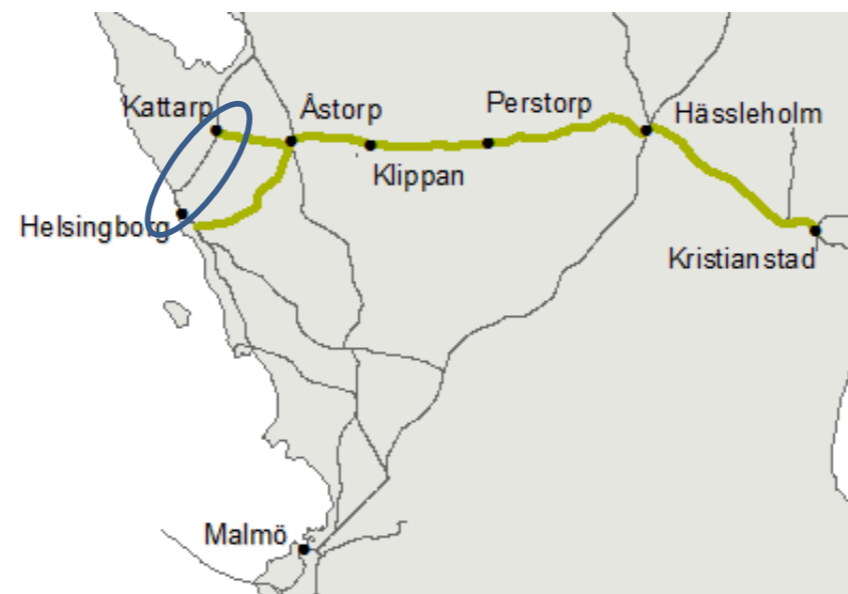 Kattarp
Åstorp
Perstorp
Hässleholm
Klippan
Helsingborg
Kristianstad
Malmö